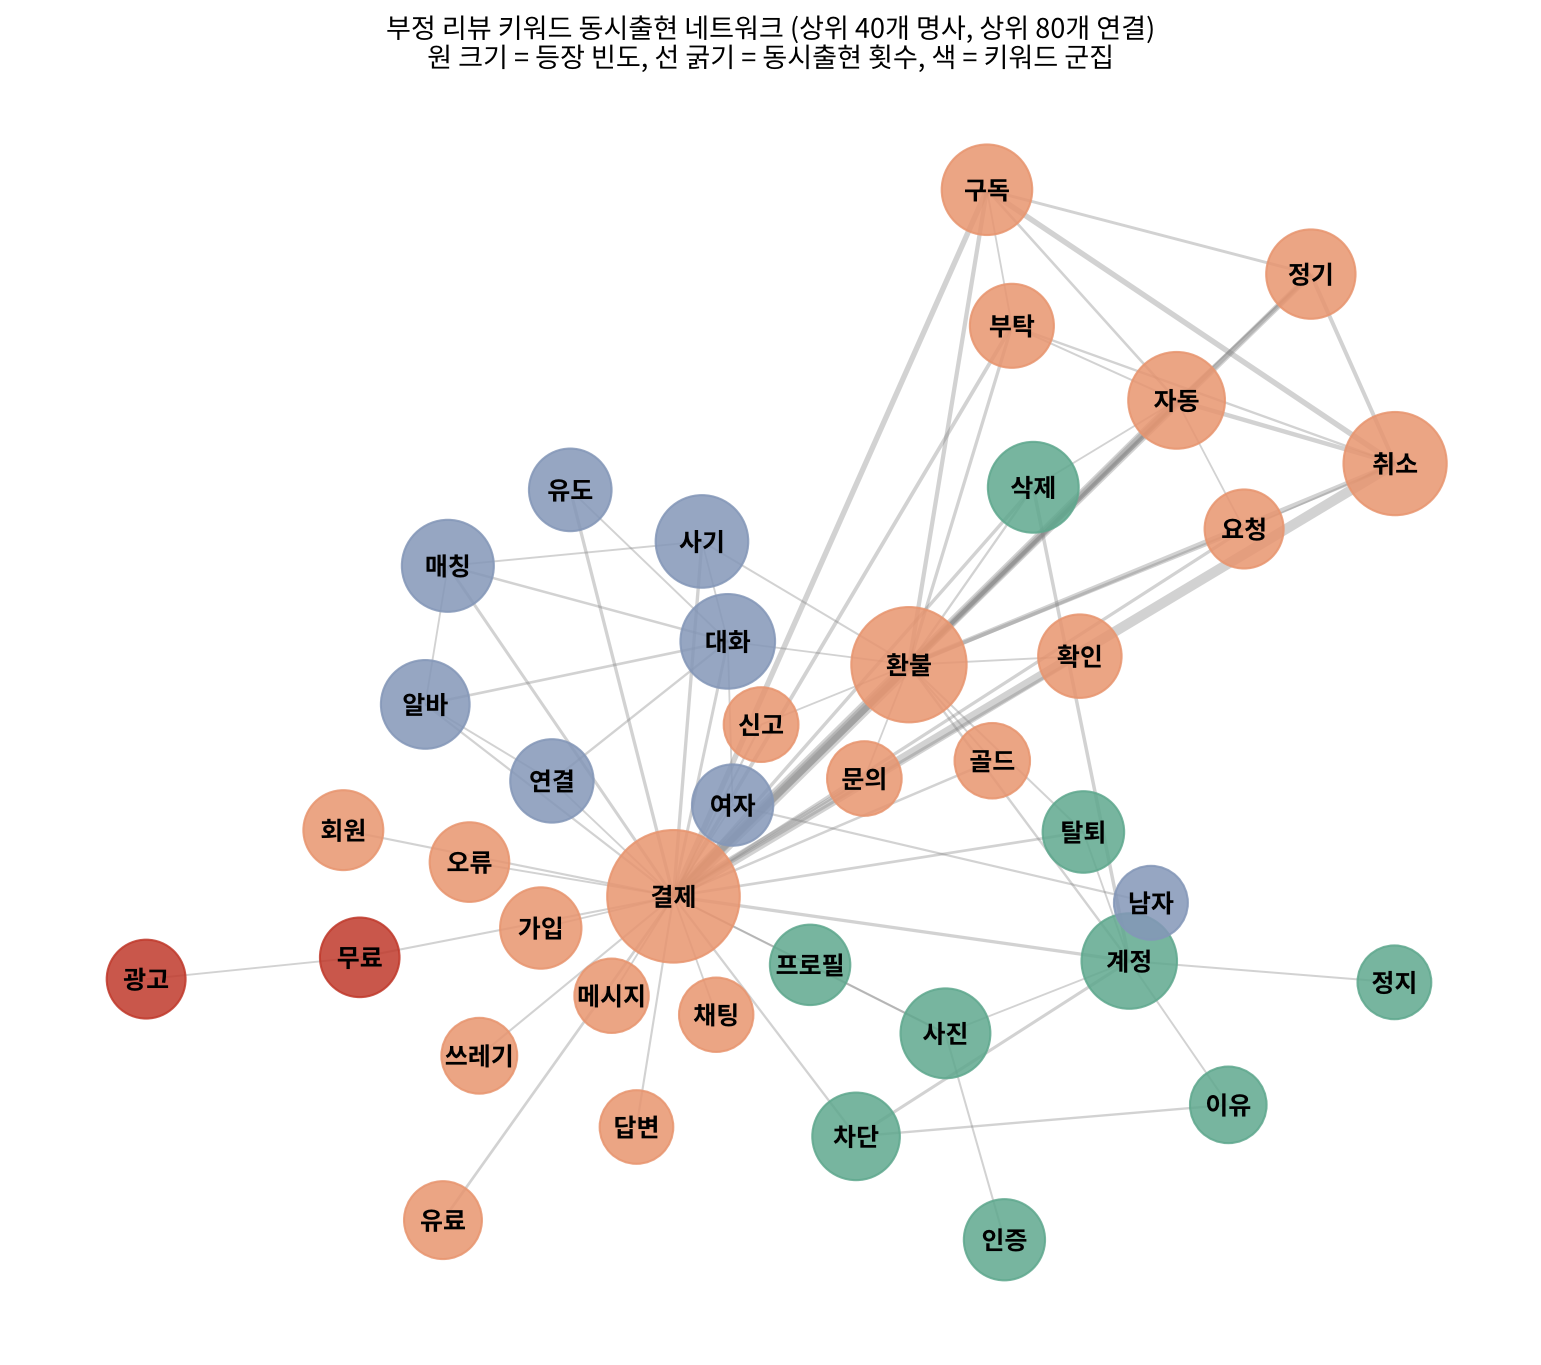 부정 리뷰 키워드 동시출현 네트워크 (상위 40개 명사, 상위 80개 연결)
원 크기 = 등장 빈도, 선 굵기 = 동시출현 횟수, 색 = 키워드 군집
구독
정기
부탁
자동
취소
삭제
유도
요청
사기
매칭
대화
확인
환불
알바
신고
골드
문의
연결
여자
회원
탈퇴
오류
결제
남자
가입
무료
계정
프로필
광고
정지
메시지
채팅
사진
쓰레기
이유
답변
차단
유료
인증